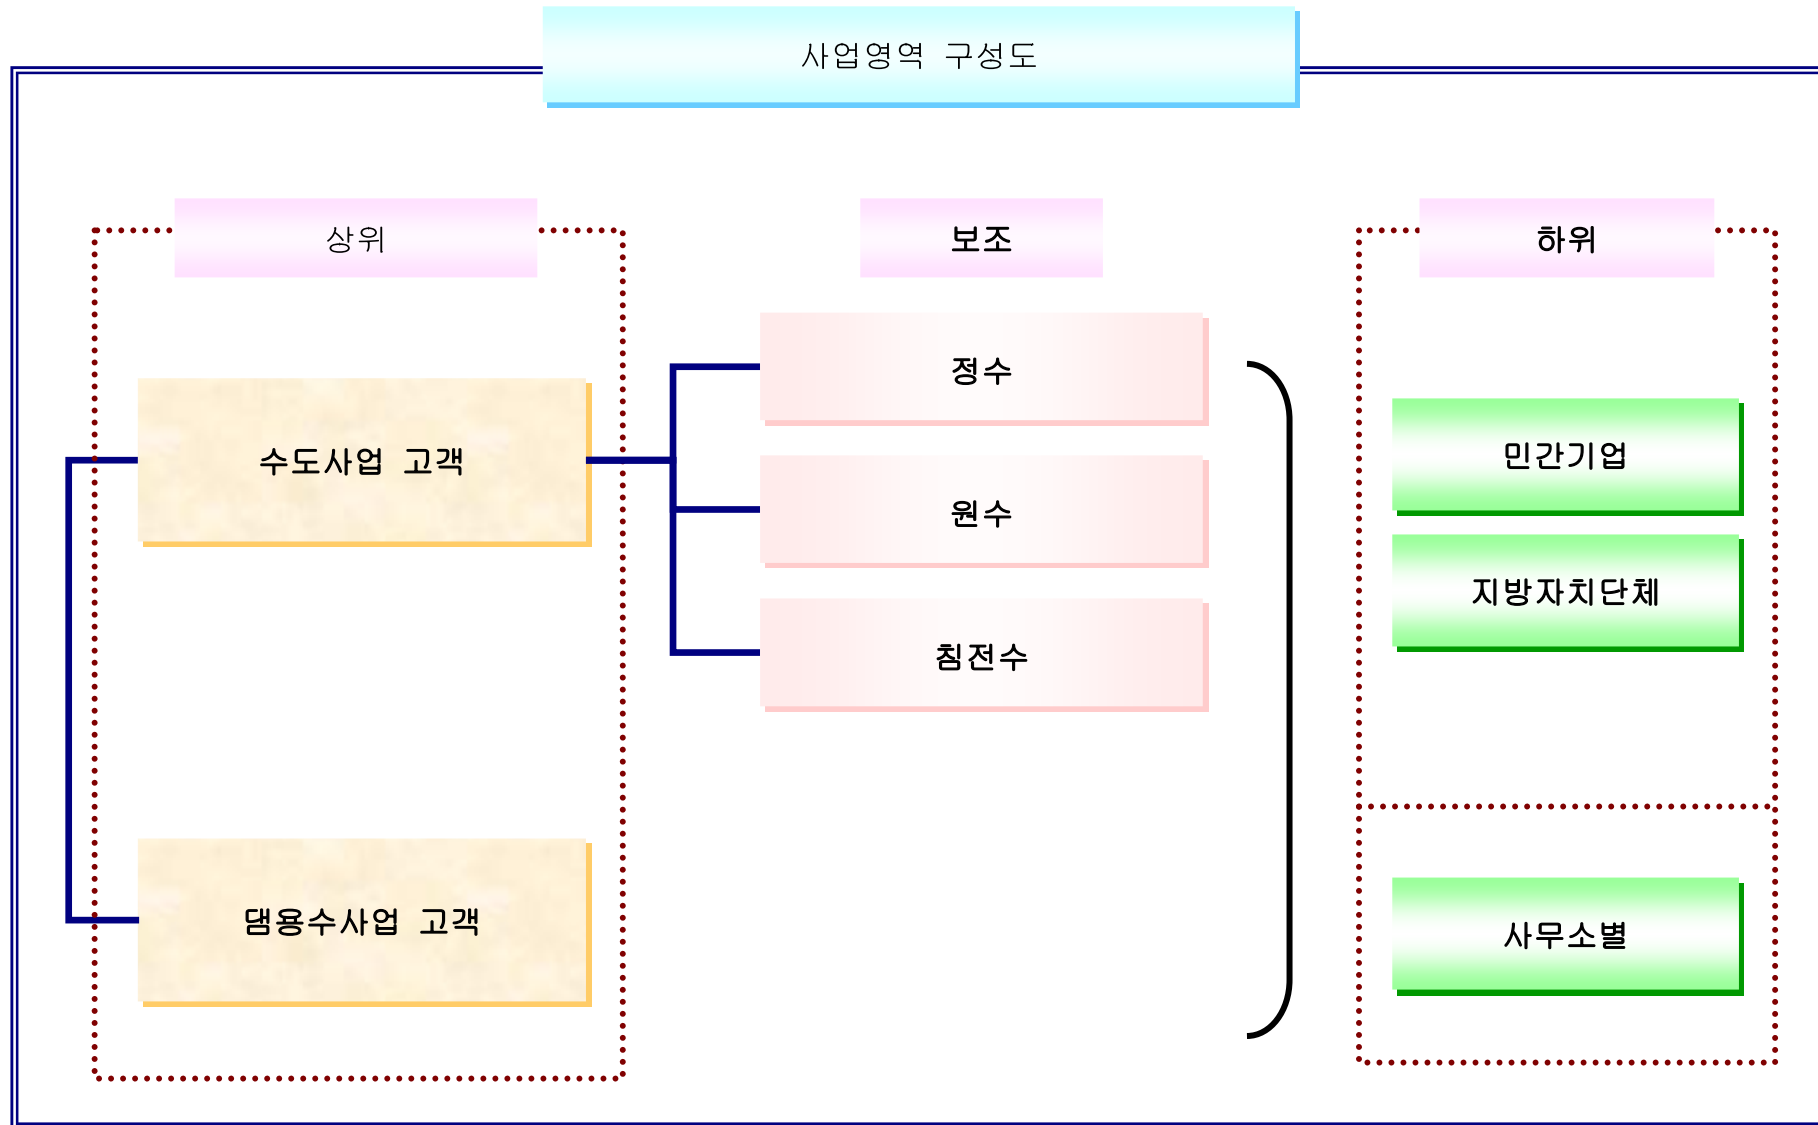 사업영역 구성도
상위
보조
하위
정수
수도사업 고객
민간기업
원수
지방자치단체
침전수
댐용수사업 고객
사무소별